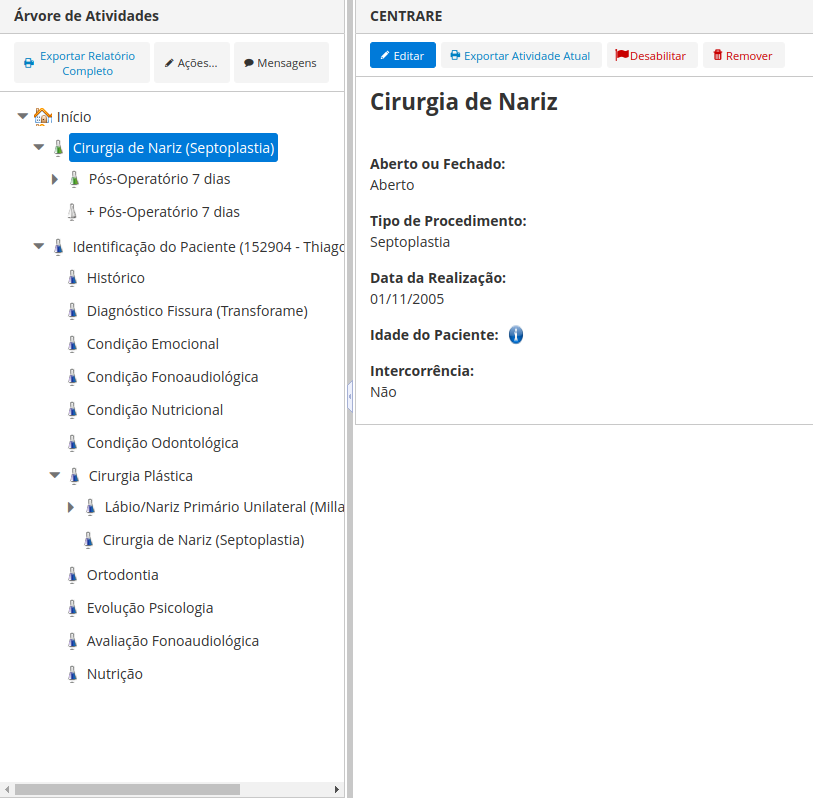 Árvore de Atividades
Exportar Relatório
Completo
Ações...
Mensagens
Início
Cirurgia de Nariz (Septoplastia)
Pós-Operatório 7 dias
+ Pós-Operatório 7 dias
Identificação do Paciente (152904 - Thiago
Histórico
Diagnóstico Fissura (Transforame)
Condição Emocional
Condição Fonoaudiológica
Condição Nutricional
Condição Odontológica
Cirurgia Plástica
Lábio/Nariz Primário Unilateral (Milla
Cirurgia de Nariz (Septoplastia)
Ortodontia
Evolução Psicologia
Avaliação Fonoaudiológica
Nutrição
CENTRARE
Editar
Exportar Atividade Atual
Desabilitar
Remover
Cirurgia de Nariz
Aberto ou Fechado:
Aberto
Tipo de Procedimento:
Septoplastia
Data da Realização:
01/11/2005
Idade do Paciente:
Intercorrência:
Não